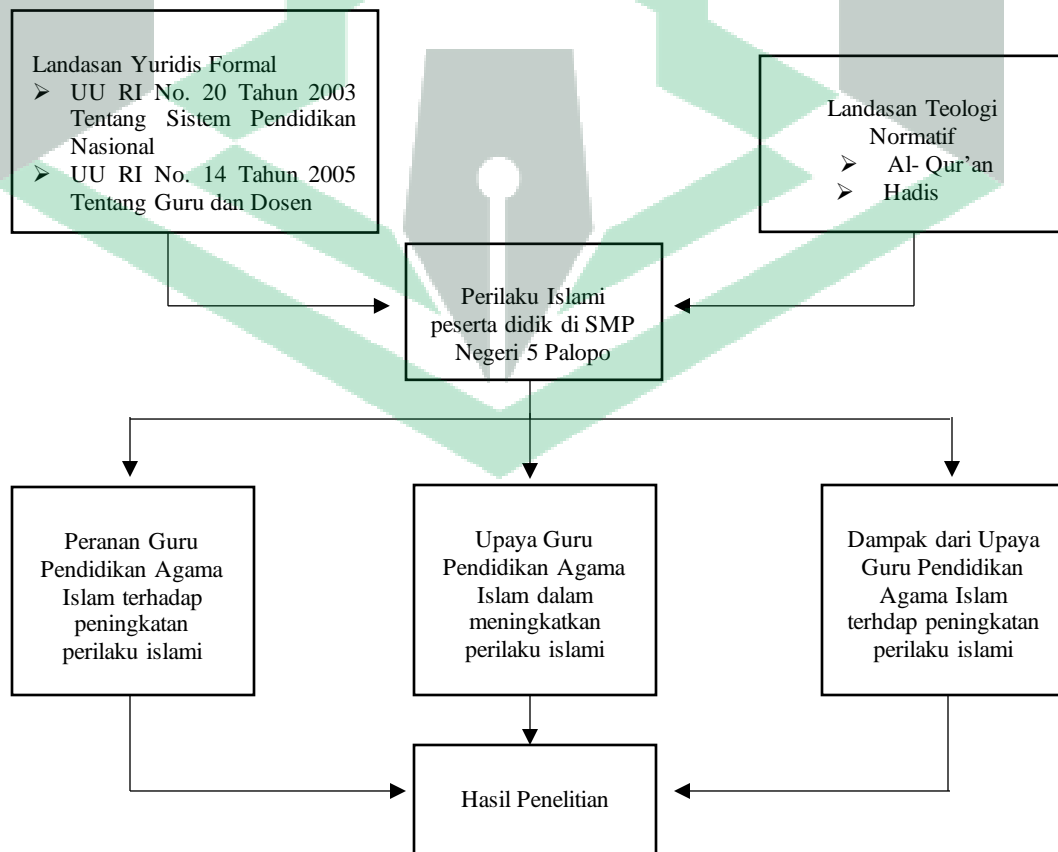 Landasan Yuridis Formal
➢ UU RI No. 20 Tahun 2003
Tentang Sistem Pendidikan
Nasional
➢ UU RI No. 14 Tahun 2005
Tentang Guru dan Dosen
Landasan Teologi
Normatif
➢ Al- Qur’an
➢ Hadis
Perilaku Islami
peserta didik di SMP
Negeri 5 Palopo
Peranan Guru
Pendidikan Agama
Islam terhadap
peningkatan
perilaku islami
Upaya Guru
Pendidikan Agama
Islam dalam
meningkatkan
perilaku islami
Dampak dari Upaya
Guru Pendidikan
Agama Islam
terhdap peningkatan
perilaku islami
Hasil Penelitian